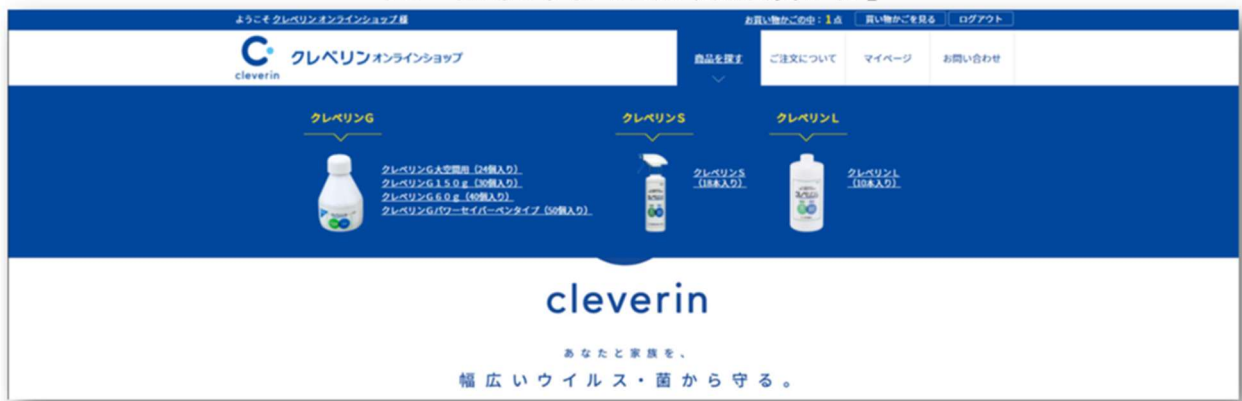 ようこそ クレベリンオンラインショップ 様
お買い物かごの中：1点 買い物かごを見る ログアウト
cleverin
クレベリン オンラインショップ
商品を探す ご注文について マイページ お問い合わせ
クレベリンG
クレベリンG大空間用（24個入り）
クレベリンG150g（30個入り）
クレベリンG60g（40個入り）
クレベリンGパワーセイバーペンタイプ（50個入り）
クレベリンS
クレベリンS
（18本入り）
クレベリンL
クレベリンL
（10本入り）
cleverin
あなたと家族を、
幅広いウイルス・菌から守る。